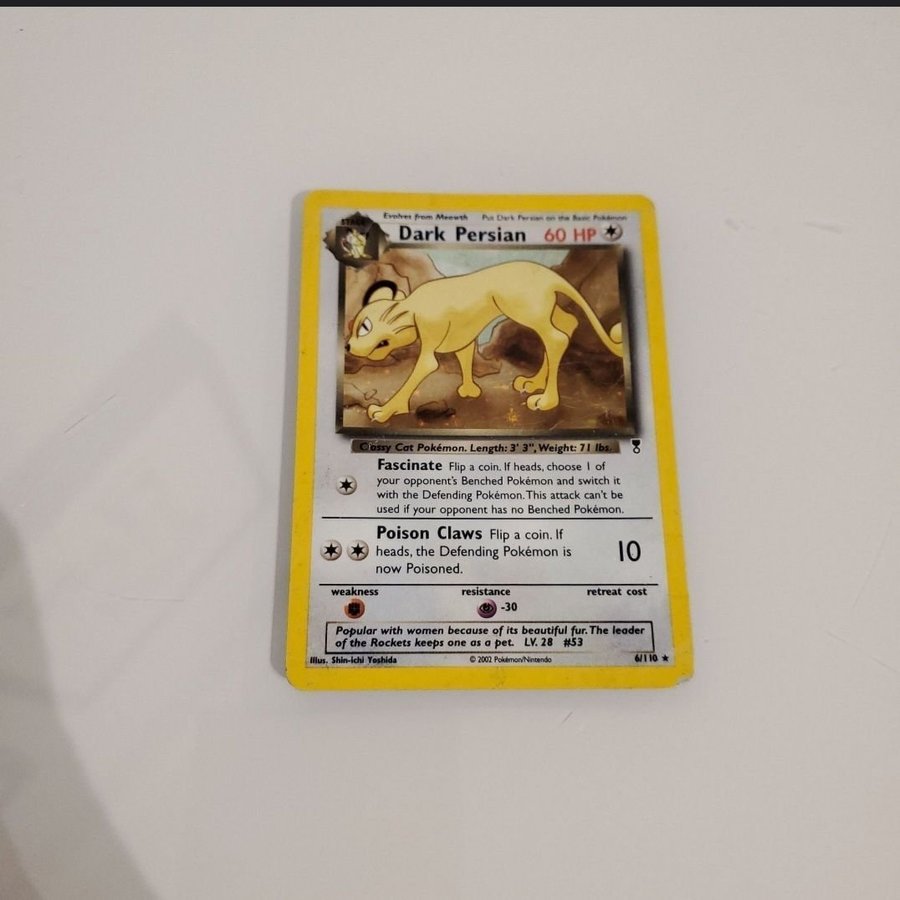 Evolves from Meowth Put Dark Persian on the Basic Pokémon
STAGE
Dark Persian 60 HP
Classy Cat Pokémon. Length: 3' 3", Weight: 71 lbs.
Fascinate Flip a coin. If heads, choose 1 of
your opponent's Benched Pokémon and switch it
with the Defending Pokémon. This attack can't be
used if your opponent has no Benched Pokémon.
Poison Claws Flip a coin. If
heads, the Defending Pokémon is
now Poisoned.
10
weakness resistance retreat cost
-30
Popular with women because of its beautiful fur. The leader
of the Rockets keeps one as a pet. LV. 28 #53
Illus. Shin-ichi Yoshida © 2002 Pokémon/Nintendo 6/110 ★